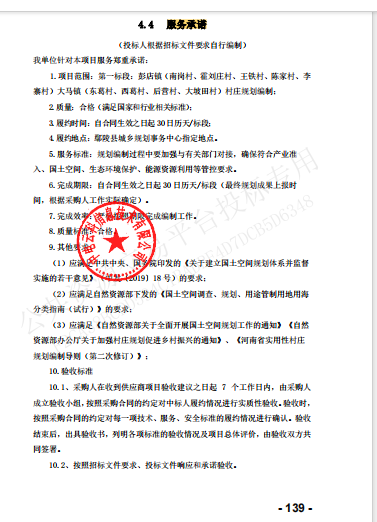 4.4 服务承诺
（投标人根据招标文件要求自行编制）
我单位针对本项目服务郑重承诺：
1.项目范围：第一标段：彭店镇（南岗村、霍刘庄村、王铁村、陈家村、李
寨村）大马镇（东葛村、西葛村、后营村、大坡田村）村庄规划编制；
2.质量：合格（满足国家和行业相关标准）；
3.履约时间：自合同生效之日起 30 日历天/标段；
4.履约地点：鄢陵县城乡规划事务中心指定地点。
5.服务标准：规划编制过程中要加强与有关部门对接，确保符合产业准
入、国土空间、生态环境保护、能源资源利用等管控要求。
6.完成期限：自合同生效之日起 30 日历天/标段（最终规划成果上报时
间，根据采购人工作实际确定）。
7.完成效率：限完成编制工作。
8.质量标准：合格
9.其他要
（1）应满足中共中央、国务院印发的《关于建立国土空间规划体系并监督
实施的若干意见》（2019）18 号）的要求；
（2）应满足自然资源部下发的《国土空间调查、规划、用途管制用地用海
分类指南（试行）》的要求；
（3）应满足《自然资源部关于全面开展国土空间规划工作的通知》《自然
资源部办公厅关于加强村庄规划促进乡村振兴的通知》、《河南省实用性村庄
规划编制导则（第二次修订）》；
10.验收标准
10.1、采购人在收到供应商项目验收建议之日起 7 个工作日内，由采购人
成立验收小组,按照采购合同的约定对中标人履约情况进行实质性验收。验收时，
按照采购合同的约定对每一项技术、服务、安全标准的履约情况进行确认。验收
结束后，出具验收书，列明各项标准的验收情况及项目总体评价，由验收双方共
同签署。
10.2、按照招标文件要求、投标文件响应和承诺验收。
- 139 -